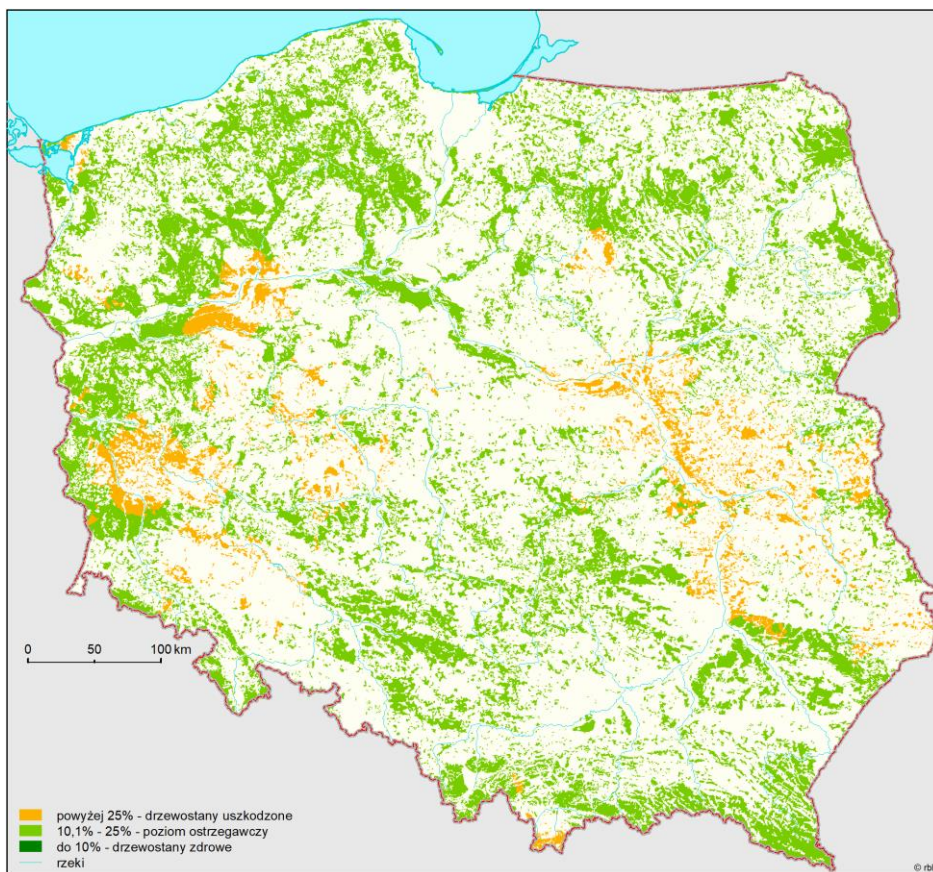 0 50 100 km
powyżej 25% - drzewostany uszkodzone
10,1% - 25% - poziom ostrzegawczy
do 10% - drzewostany zdrowe
rzeki